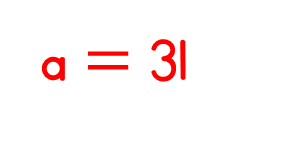 a = 31